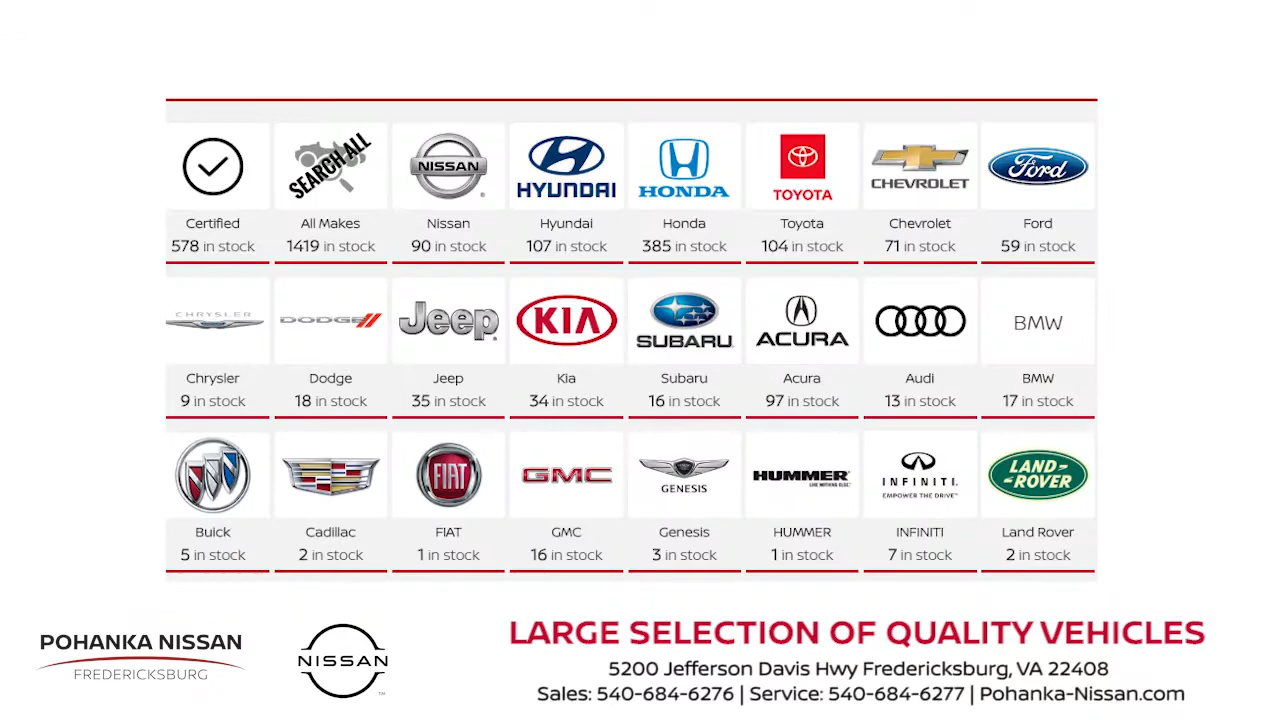 SEARCH ALL
NISSAN
HYUNDAI
HONDA
TOYOTA
CHEVROLET
Ford
Certified
All Makes
Nissan
Hyundai
Honda
Toyota
Chevrolet
Ford
578 in stock
1419 in stock
90 in stock
107 in stock
385 in stock
104 in stock
71 in stock
59 in stock
CHRYSLER
DODGE
Jeep
KIA
SUBARU
ACURA
BMW
Chrysler
Dodge
Jeep
Kia
Subaru
Acura
Audi
BMW
9 in stock
18 in stock
35 in stock
34 in stock
16 in stock
97 in stock
13 in stock
17 in stock
FIAT
GMC
GENESIS
HUMMER
LIKE NOTHING ELSE.
INFINITI.
EMPOWER THE DRIVE™
LAND-
-ROVER
Buick
Cadillac
FIAT
GMC
Genesis
HUMMER
INFINITI
Land Rover
5 in stock
2 in stock
1 in stock
16 in stock
3 in stock
1 in stock
7 in stock
2 in stock
POHANKA NISSAN
FREDERICKSBURG
NISSAN
TM
LARGE SELECTION OF QUALITY VEHICLES
5200 Jefferson Davis Hwy Fredericksburg, VA 22408
Sales: 540-684-6276 | Service: 540-684-6277 | Pohanka-Nissan.com